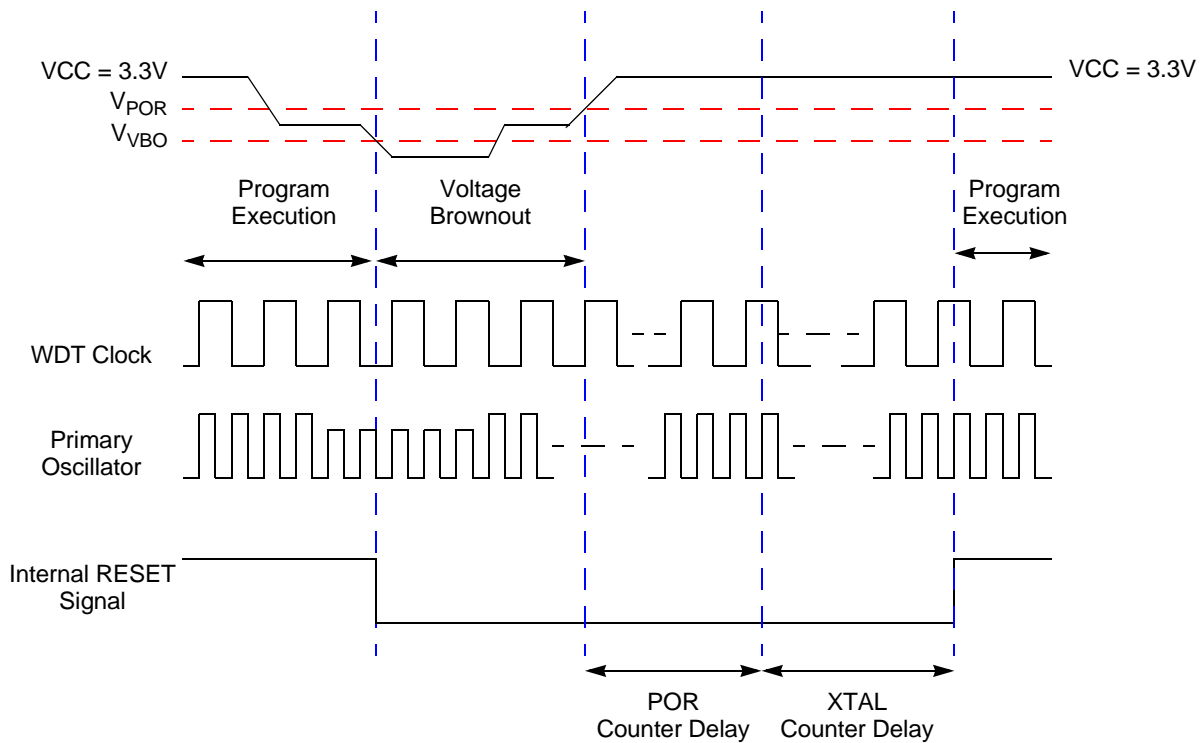 VCC = 3.3V
VCC = 3.3V
VPOR
VVBO
Program
Execution
Voltage
Brownout
Program
Execution
WDT Clock
Primary
Oscillator
Internal RESET
Signal
POR
Counter Delay
XTAL
Counter Delay